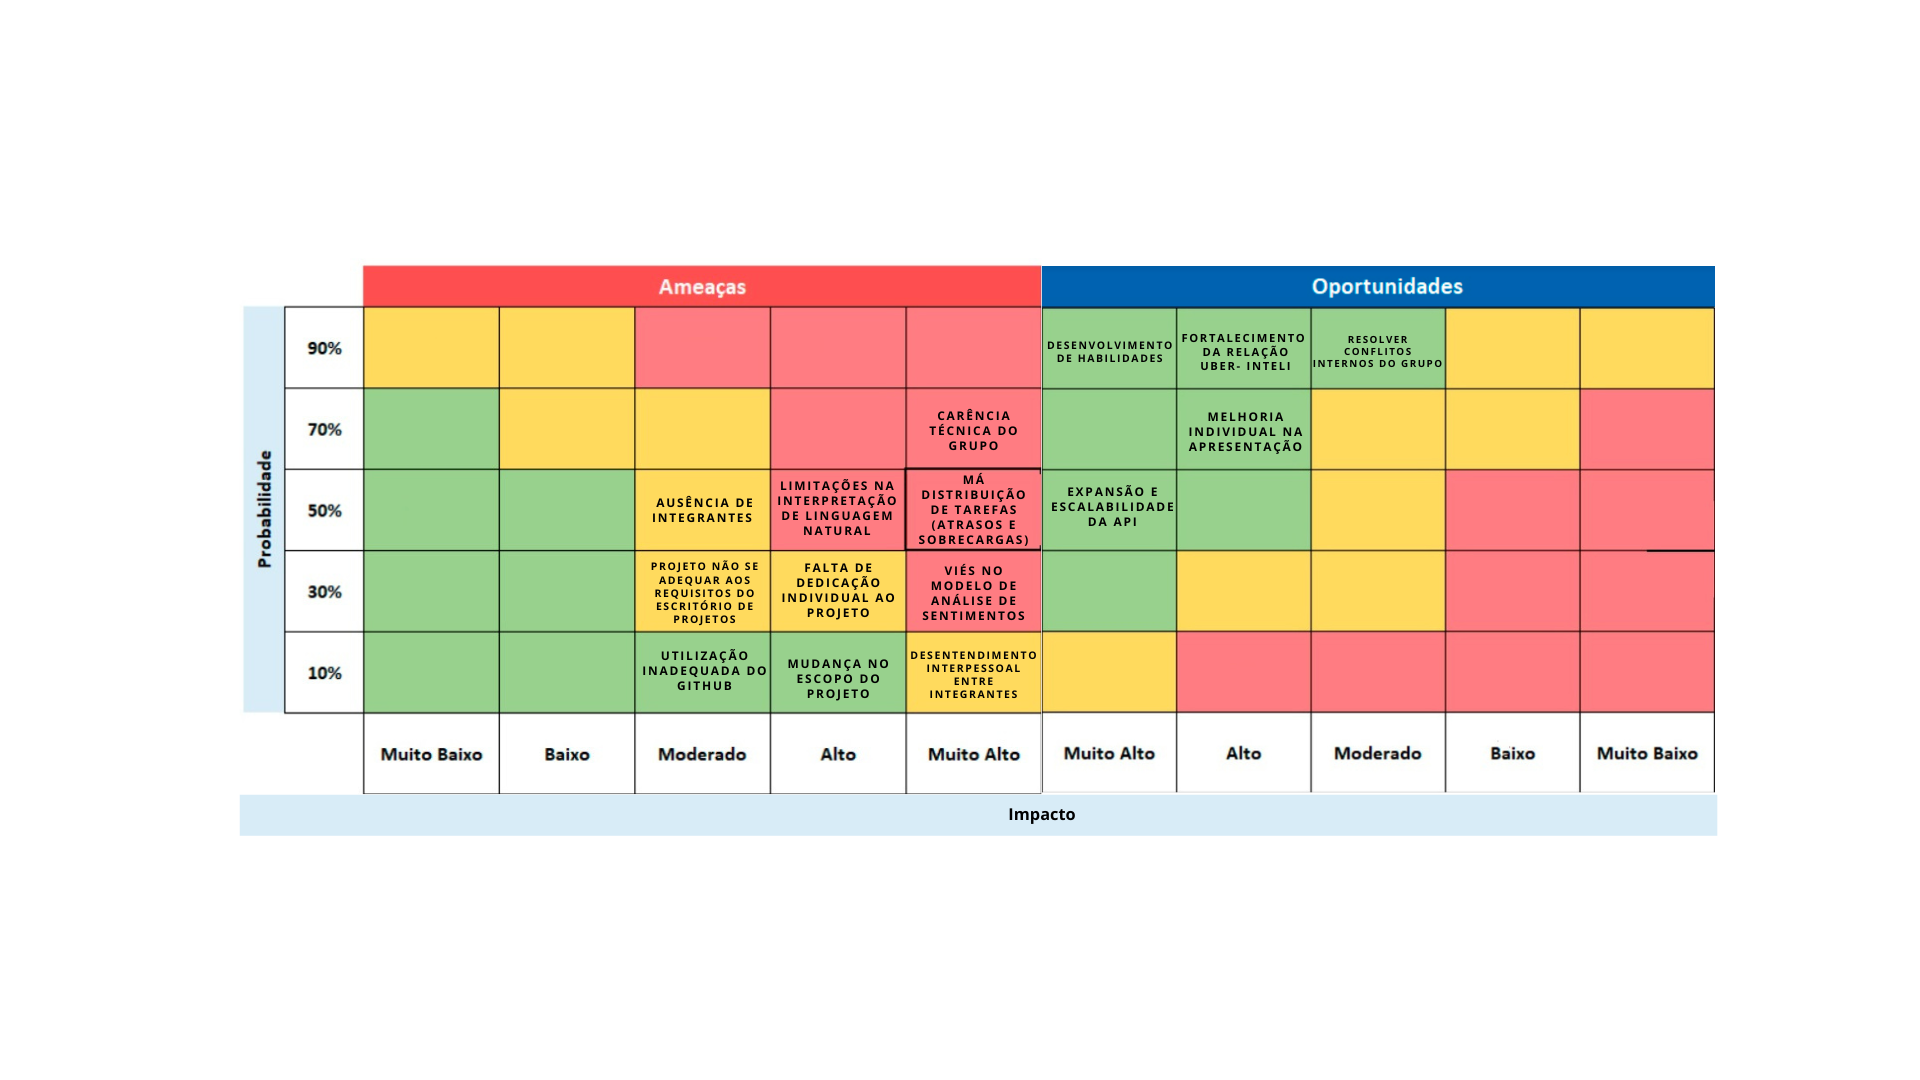 Ameaças
Oportunidades
Probabilidade
90%
DESENVOLVIMENTO
DE HABILIDADES
FORTALECIMENTO
DA RELAÇÃO
UBER- INTELI
RESOLVER
CONFLITOS
INTERNOS DO GRUPO
70%
CARÊNCIA
TÉCNICA DO
GRUPO
MELHORIA
INDIVIDUAL NA
APRESENTAÇÃO
50%
AUSÊNCIA DE
INTEGRANTES
LIMITAÇÕES NA
INTERPRETAÇÃO
DE LINGUAGEM
NATURAL
MÁ
DISTRIBUIÇÃO
DE TAREFAS
(ATRASOS E
SOBRECARGAS)
EXPANSÃO E
ESCALABILIDADE
DA API
30%
PROJETO NÃO SE
ADEQUAR AOS
REQUISITOS DO
ESCRITÓRIO DE
PROJETOS
FALTA DE
DEDICAÇÃO
INDIVIDUAL AO
PROJETO
VIÉS NO
MODELO DE
ANÁLISE DE
SENTIMENTOS
10%
UTILIZAÇÃO
INADEQUADA DO
GITHUB
MUDANÇA NO
ESCOPO DO
PROJETO
DESENTENDIMENTO
INTERPESSOAL
ENTRE
INTEGRANTES
Muito Baixo
Baixo
Moderado
Alto
Muito Alto
Muito Alto
Alto
Moderado
Baixo
Muito Baixo
Impacto